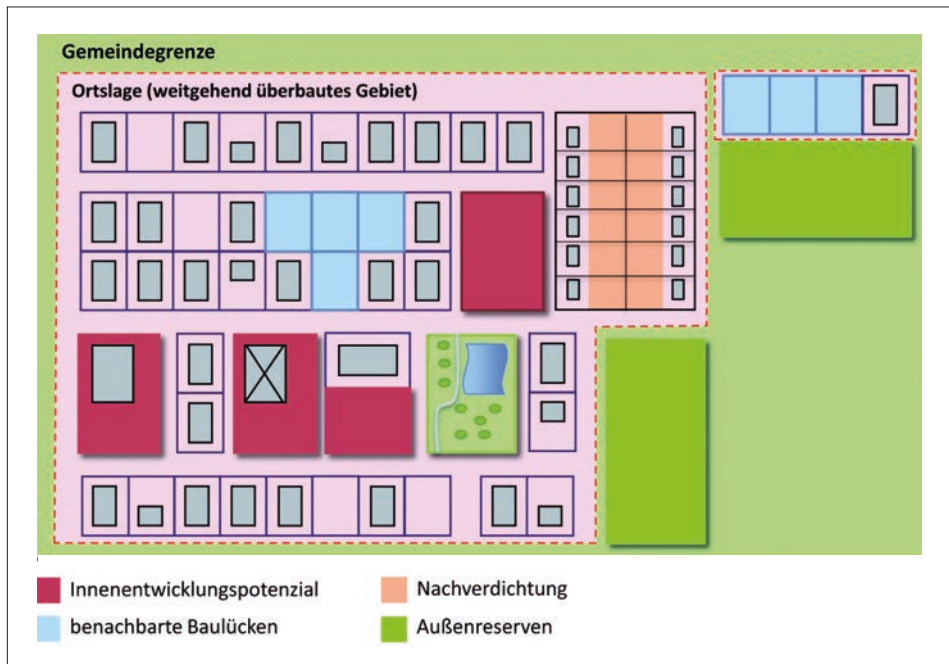 Gemeindegrenze
Ortslage (weitgehend überbautes Gebiet)
Innenentwicklungspotenzial
Nachverdichtung
benachbarte Baulücken
Außenreserven